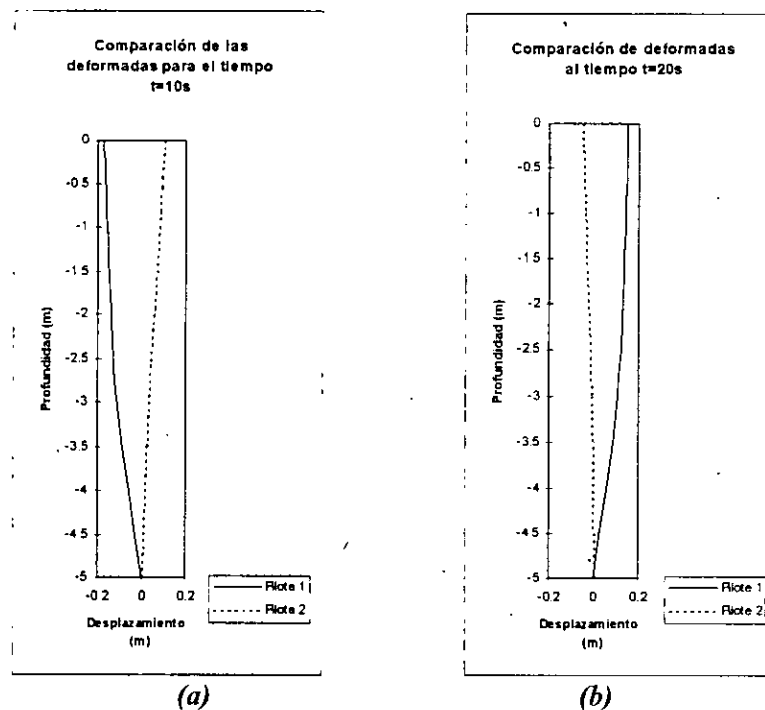 Comparación de las
deformadas para el tiempo
t=10s
0
-0.5
-1
-1.5
-2
-2.5
-3
-3.5
-4
-4.5
-5
-0.2 0 0.2
Profundidad (m)
Desplazamiento
(m)
Pilote 1
Pilote 2
(a)
Comparación de deformadas
al tiempo t=20s
0
-0.5
-1
-1.5
-2
-2.5
-3
-3.5
-4
-4.5
-5
-0.2 0 0.2
Profundidad (m)
Desplazamiento
(m)
Pilote 1
Pilote 2
(b)